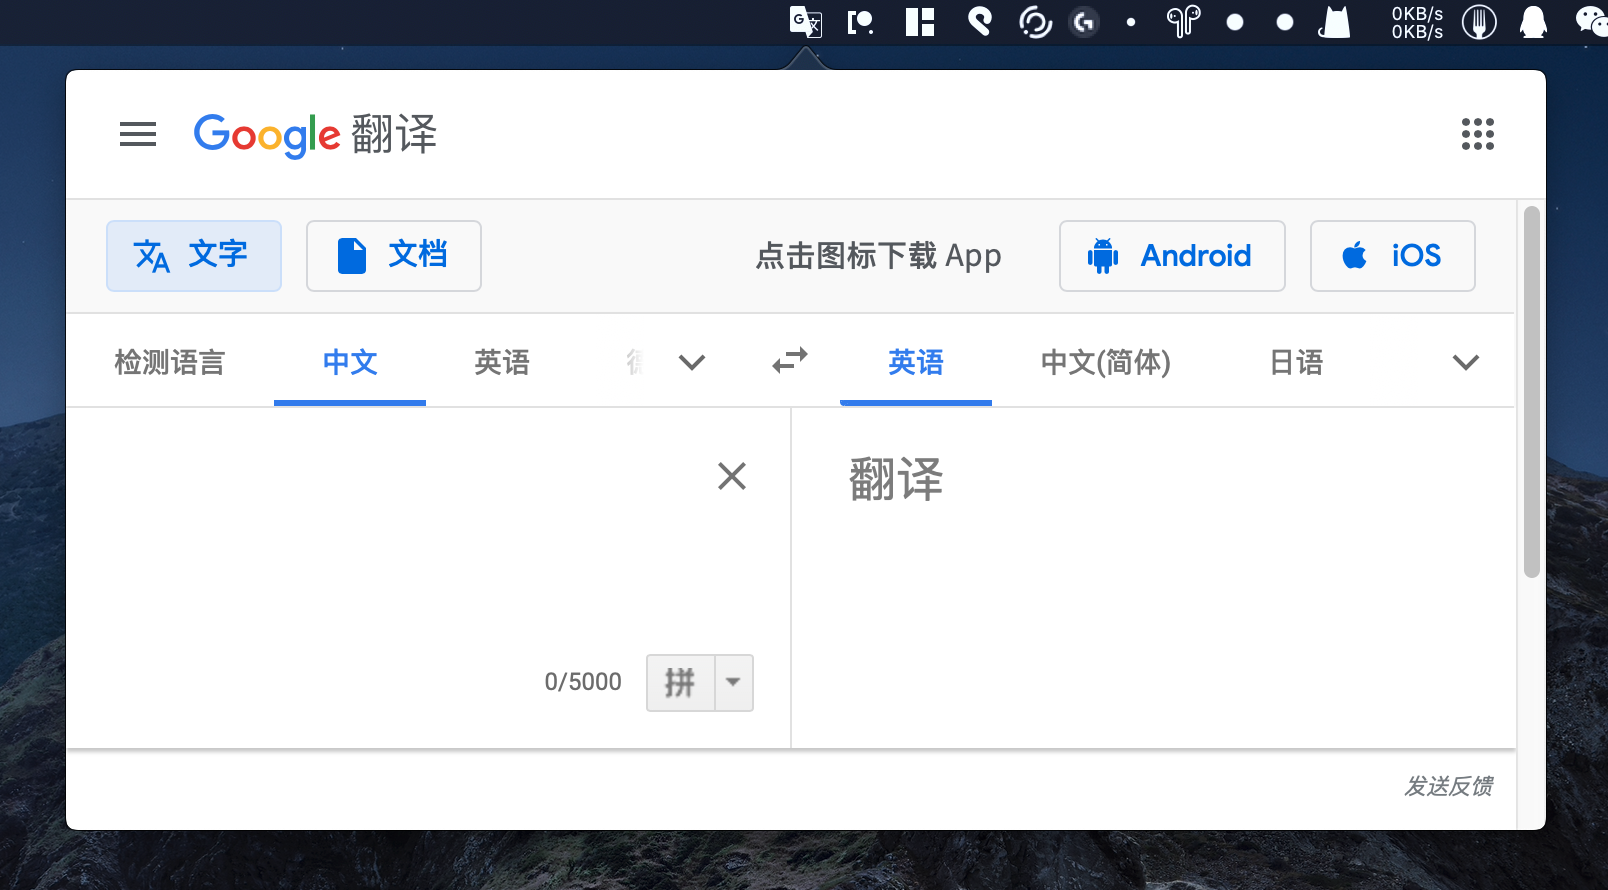 0KB/s
0KB/s
Google 翻译
文字
文档
点击图标下载 App
Android
iOS
检测语言
中文
英语
英语
中文(简体)
日语
翻译
0/5000
拼
发送反馈